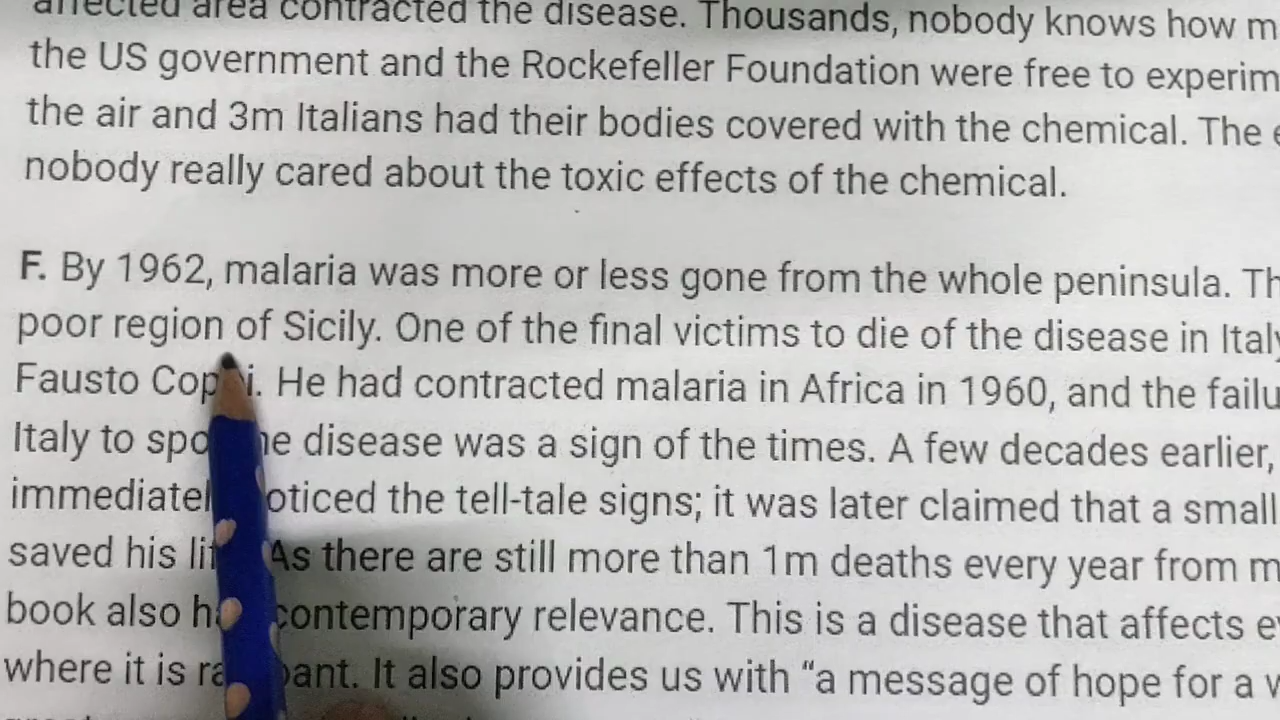 affected area contracted the disease. Thousands, nobody knows how m
the US government and the Rockefeller Foundation were free to experim
the air and 3m Italians had their bodies covered with the chemical. The e
nobody really cared about the toxic effects of the chemical.
F. By 1962, malaria was more or less gone from the whole peninsula. Th
poor region of Sicily. One of the final victims to die of the disease in Italy
Fausto Cop i. He had contracted malaria in Africa in 1960, and the failu
Italy to spo he disease was a sign of the times. A few decades earlier,
immediatel oticed the tell-tale signs; it was later claimed that a small
saved his lif As there are still more than 1m deaths every year from m
book also ha contemporary relevance. This is a disease that affects ev
where it is ra pant. It also provides us with “a message of hope for a w